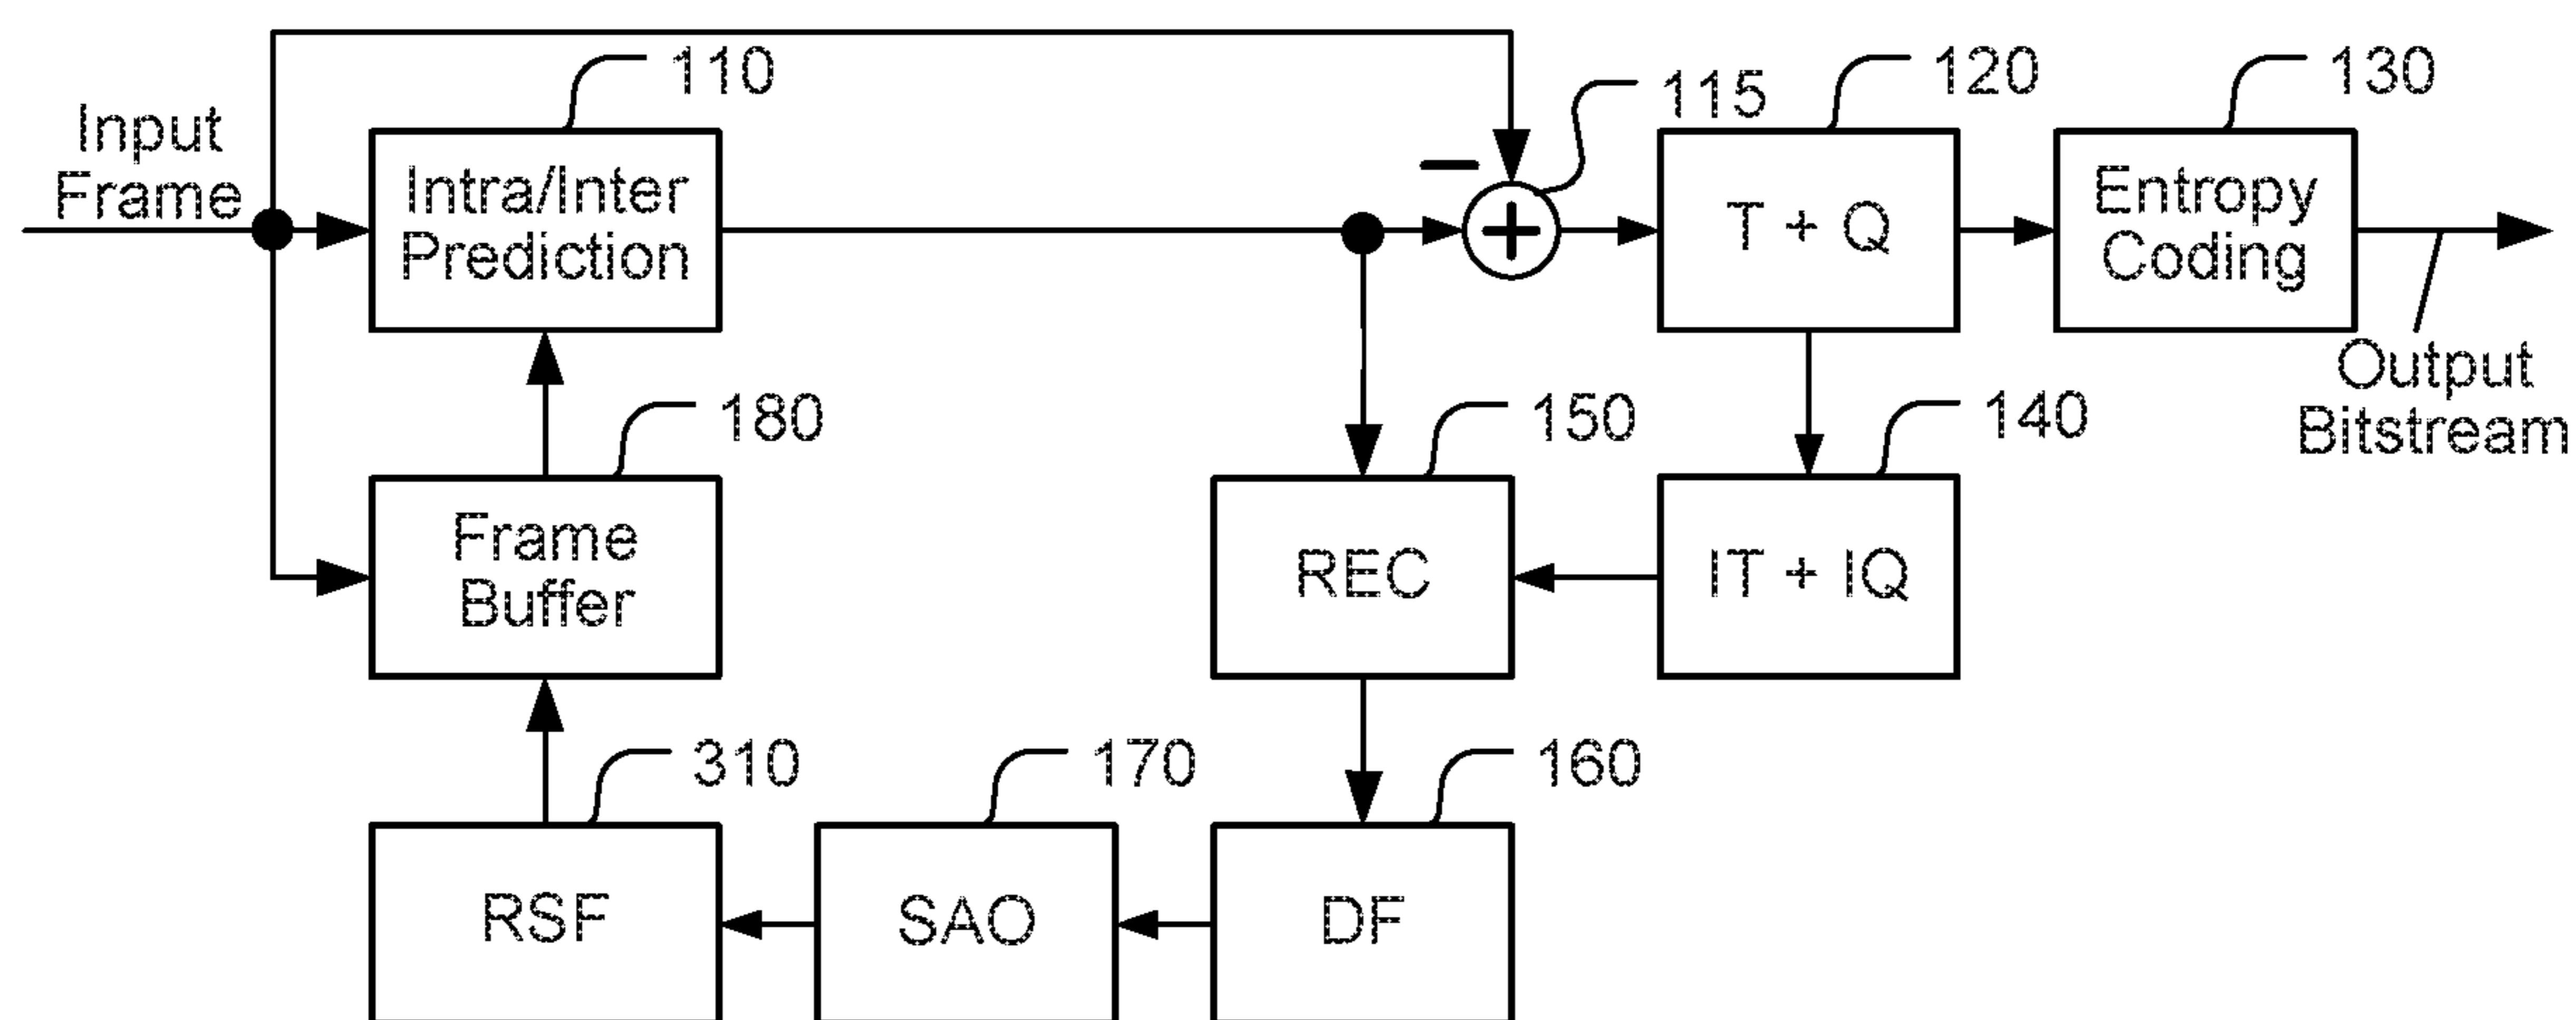 110
115
120
130
Input
Frame
Intra/Inter
Prediction
−
+
T + Q
Entropy
Coding
Output
Bitstream
180
150
140
Frame
Buffer
REC
IT + IQ
310
170
160
RSF
SAO
DF